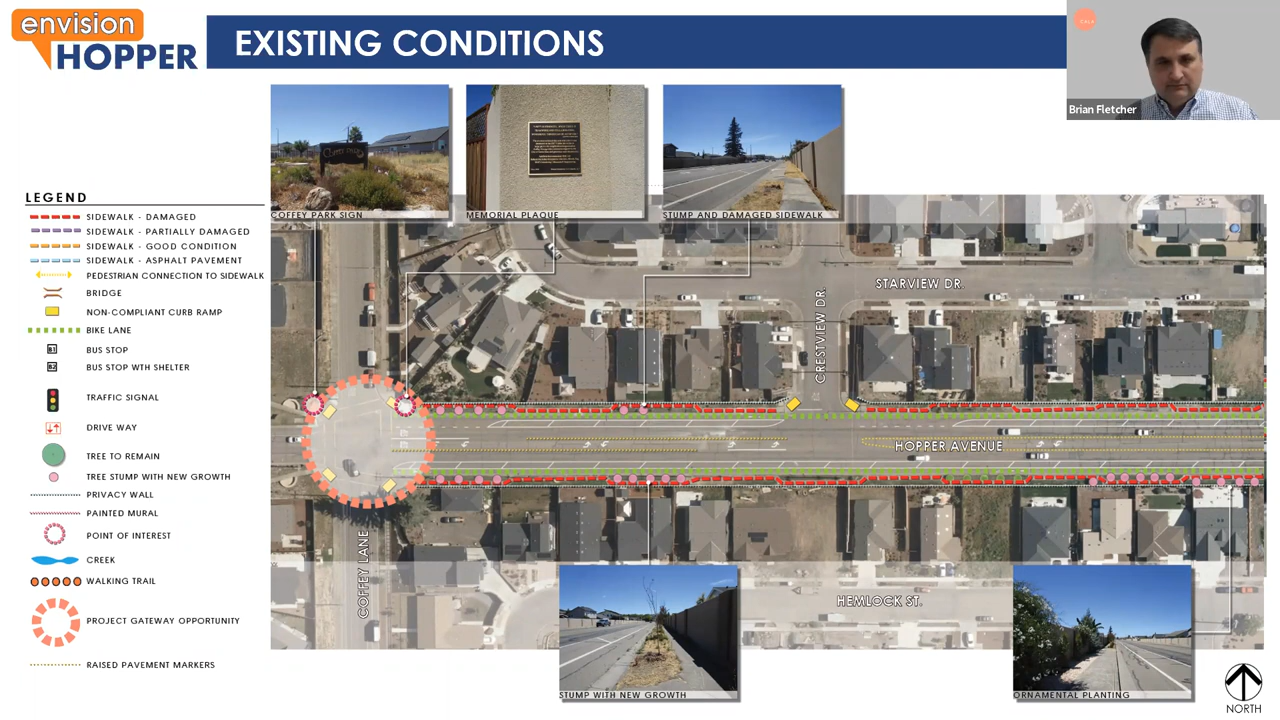 envision
HOPPER
EXISTING CONDITIONS
Brian Fletcher
COFFEY PARK SIGN
MEMORIAL PLAQUE
STUMP AND DAMAGED SIDEWALK
LEGEND
SIDEWALK - DAMAGED
SIDEWALK - PARTIALLY DAMAGED
SIDEWALK - GOOD CONDITION
SIDEWALK - ASPHALT PAVEMENT
PEDESTRIAN CONNECTION TO SIDEWALK
BRIDGE
NON-COMPLIANT CURB RAMP
BIKE LANE
BUS STOP
BUS STOP WTH SHELTER
TRAFFIC SIGNAL
DRIVE WAY
TREE TO REMAIN
TREE STUMP WITH NEW GROWTH
PRIVACY WALL
PAINTED MURAL
POINT OF INTEREST
CREEK
WALKING TRAIL
PROJECT GATEWAY OPPORTUNITY
RAISED PAVEMENT MARKERS
STARVIEW DR.
CRESTVIEW DR.
HOPPER AVENUE
COFFEY LANE
HEMLOCK ST.
STUMP WITH NEW GROWTH
ORNAMENTAL PLANTING
NORTH